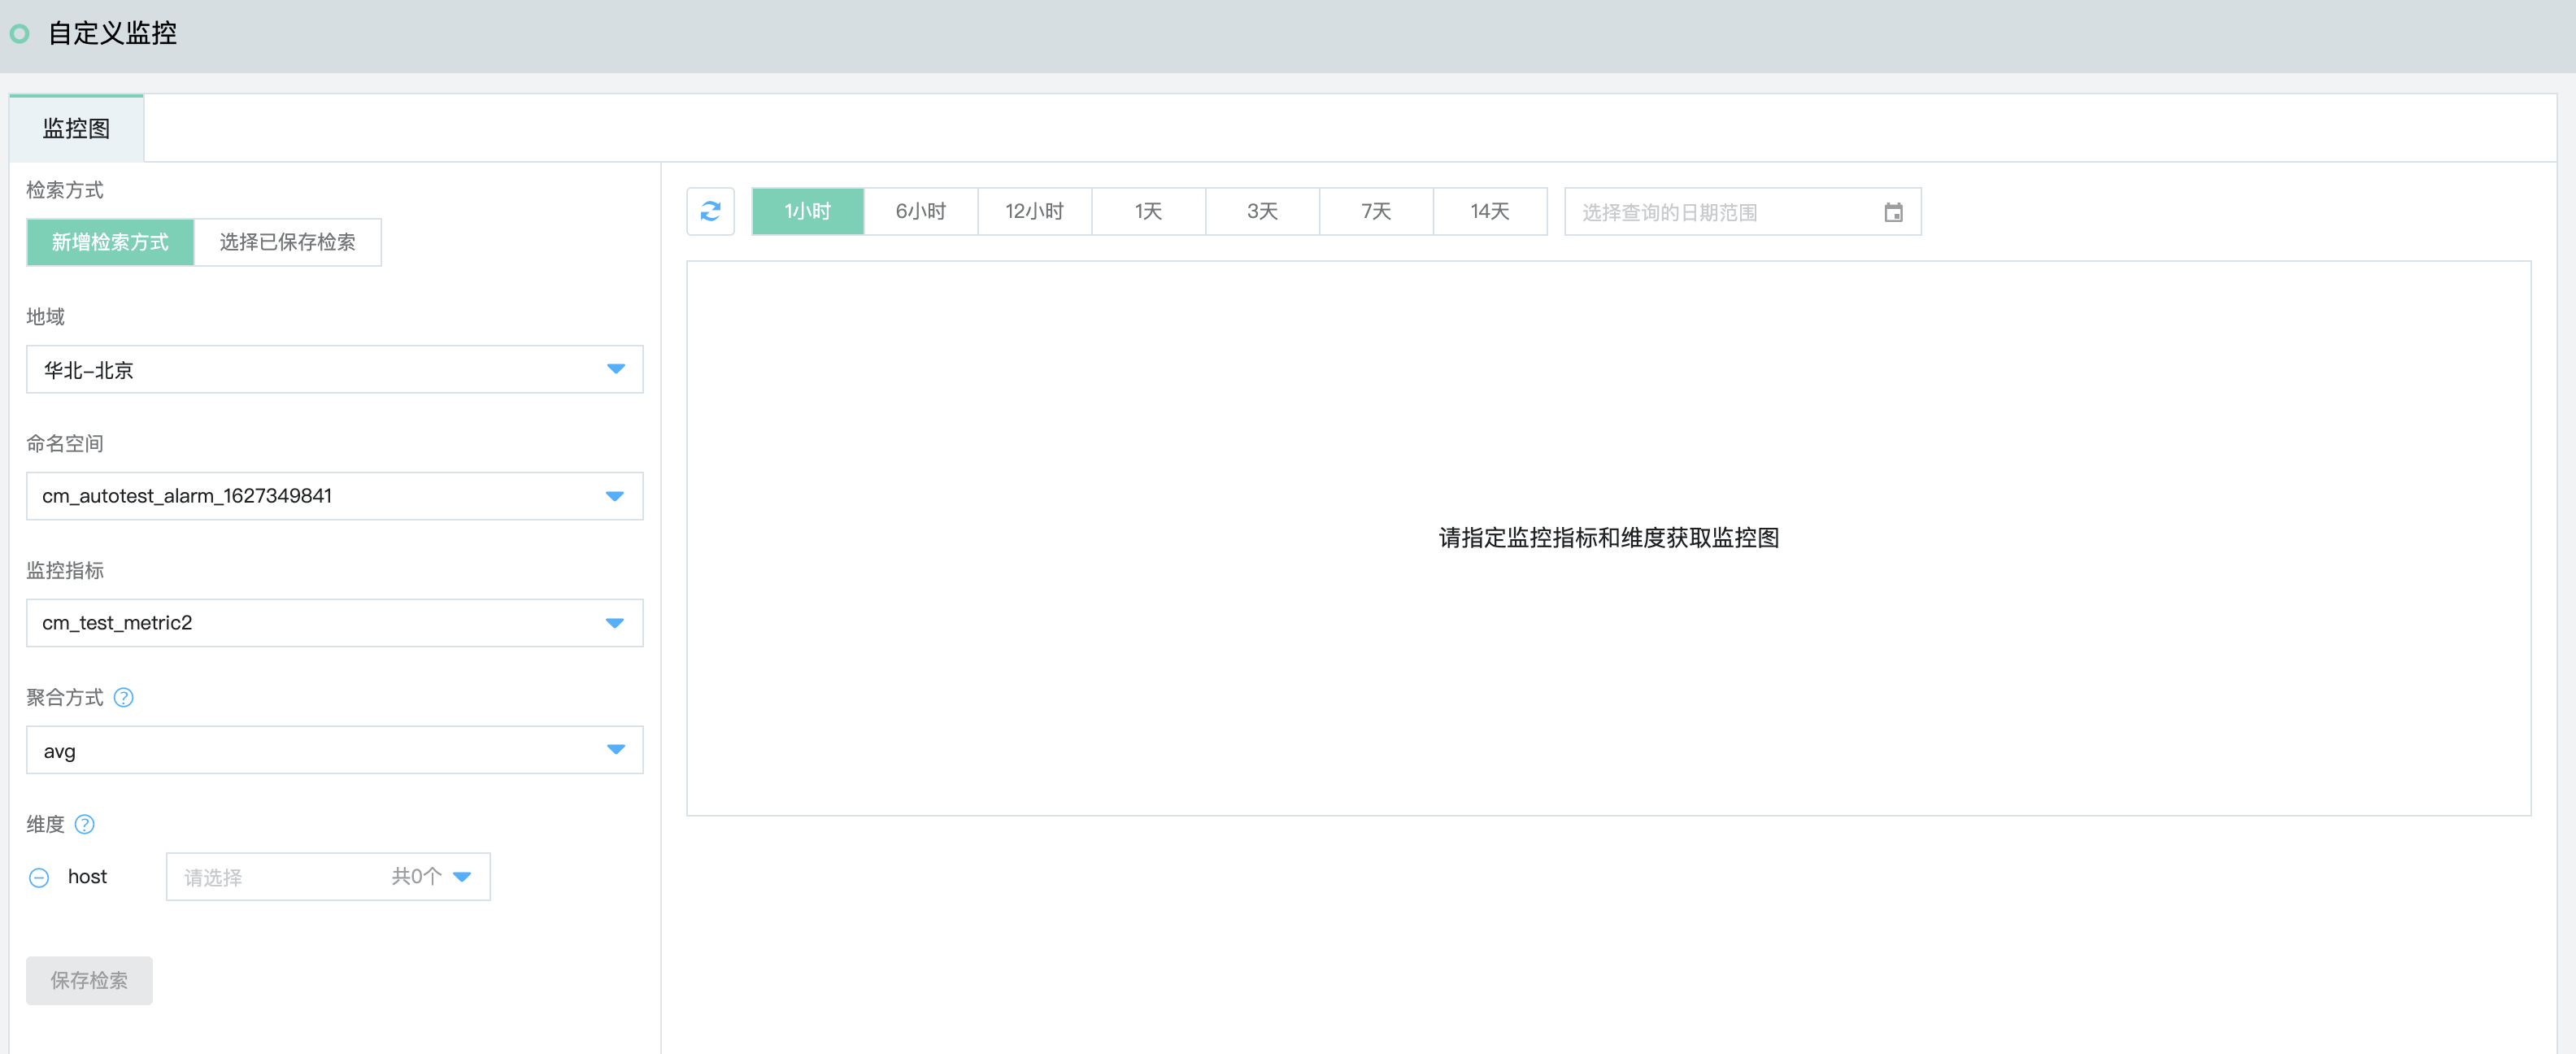 自定义监控
监控图
检索方式
新增检索方式 选择已保存检索
地域
华北-北京
命名空间
cm_autotest_alarm_1627349841
监控指标
cm_test_metric2
聚合方式 ?
avg
维度 ?
host 请选择 共0个
保存检索
1小时 6小时 12小时 1天 3天 7天 14天 选择查询的日期范围
请指定监控指标和维度获取监控图